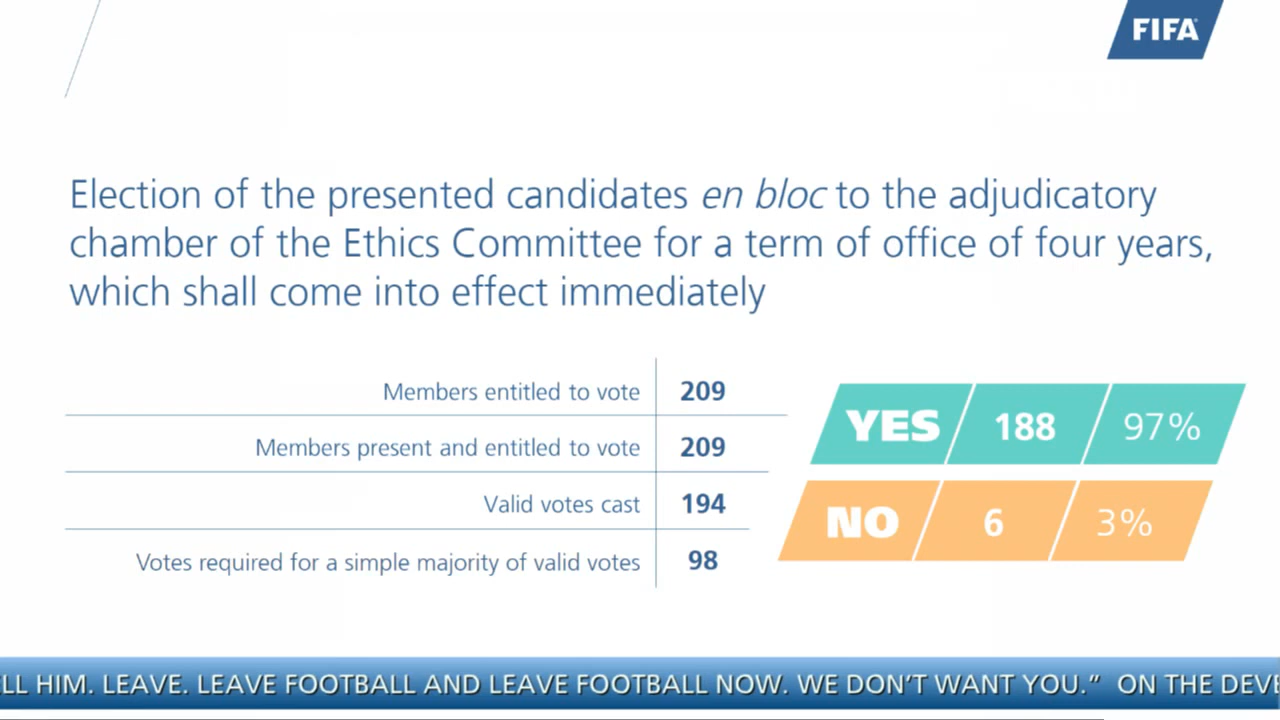 FIFA
Election of the presented candidates en bloc to the adjudicatory
chamber of the Ethics Committee for a term of office of four years,
which shall come into effect immediately
Members entitled to vote 209
Members present and entitled to vote 209
Valid votes cast 194
Votes required for a simple majority of valid votes 98
YES 188 97%
NO 6 3%
LL HIM. LEAVE. LEAVE FOOTBALL AND LEAVE FOOTBALL NOW. WE DON'T WANT YOU.” ON THE DEVE